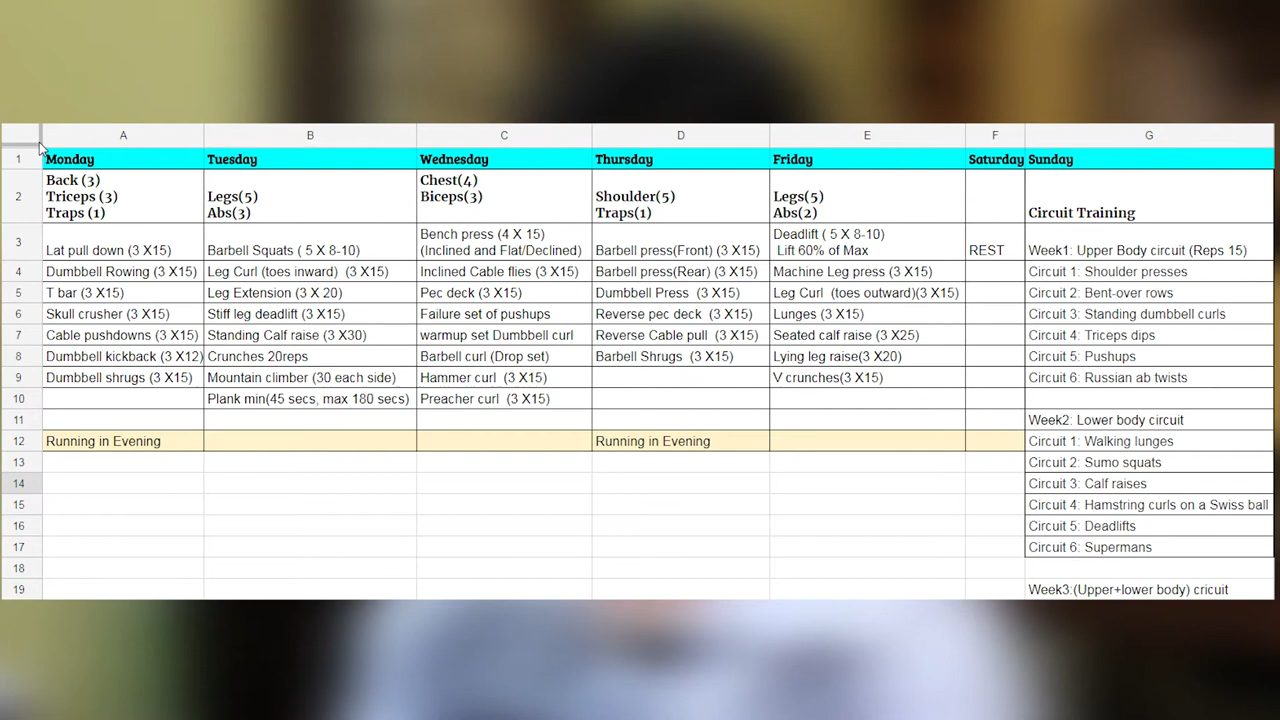 A B C D E F G
1 Monday Tuesday Wednesday Thursday Friday Saturday Sunday
2 Back (3) Triceps (3) Traps (1) Legs(5) Abs(3) Chest(4) Biceps(3) Shoulder(5) Traps(1) Legs(5) Abs(2) Circuit Training
3 Lat pull down (3 X15) Barbell Squats ( 5 X 8-10) Bench press (4 X 15) (Inclined and Flat/Declined) Barbell press(Front) (3 X15) Deadlift ( 5 X 8-10) Lift 60% of Max REST Week1: Upper Body circuit (Reps 15)
4 Dumbbell Rowing (3 X15) Leg Curl (toes inward) (3 X15) Inclined Cable flies (3 X15) Barbell press(Rear) (3 X15) Machine Leg press (3 X15) Circuit 1: Shoulder presses
5 T bar (3 X15) Leg Extension (3 X 20) Pec deck (3 X15) Dumbbell Press (3 X15) Leg Curl (toes outward)(3 X15) Circuit 2: Bent-over rows
6 Skull crusher (3 X15) Stiff leg deadlift (3 X15) Failure set of pushups Reverse pec deck (3 X15) Lunges (3 X15) Circuit 3: Standing dumbbell curls
7 Cable pushdowns (3 X15) Standing Calf raise (3 X30) warmup set Dumbbell curl Reverse Cable pull (3 X15) Seated calf raise (3 X25) Circuit 4: Triceps dips
8 Dumbbell kickback (3 X12) Crunches 20reps Barbell curl (Drop set) Barbell Shrugs (3 X15) Lying leg raise(3 X20) Circuit 5: Pushups
9 Dumbbell shrugs (3 X15) Mountain climber (30 each side) Hammer curl (3 X15) V crunches(3 X15) Circuit 6: Russian ab twists
10 Plank min(45 secs, max 180 secs) Preacher curl (3 X15)
11 Week2: Lower body circuit
12 Running in Evening Running in Evening Circuit 1: Walking lunges
13 Circuit 2: Sumo squats
14 Circuit 3: Calf raises
15 Circuit 4: Hamstring curls on a Swiss ball
16 Circuit 5: Deadlifts
17 Circuit 6: Supermans
18
19 Week3:(Upper+lower body) cricuit